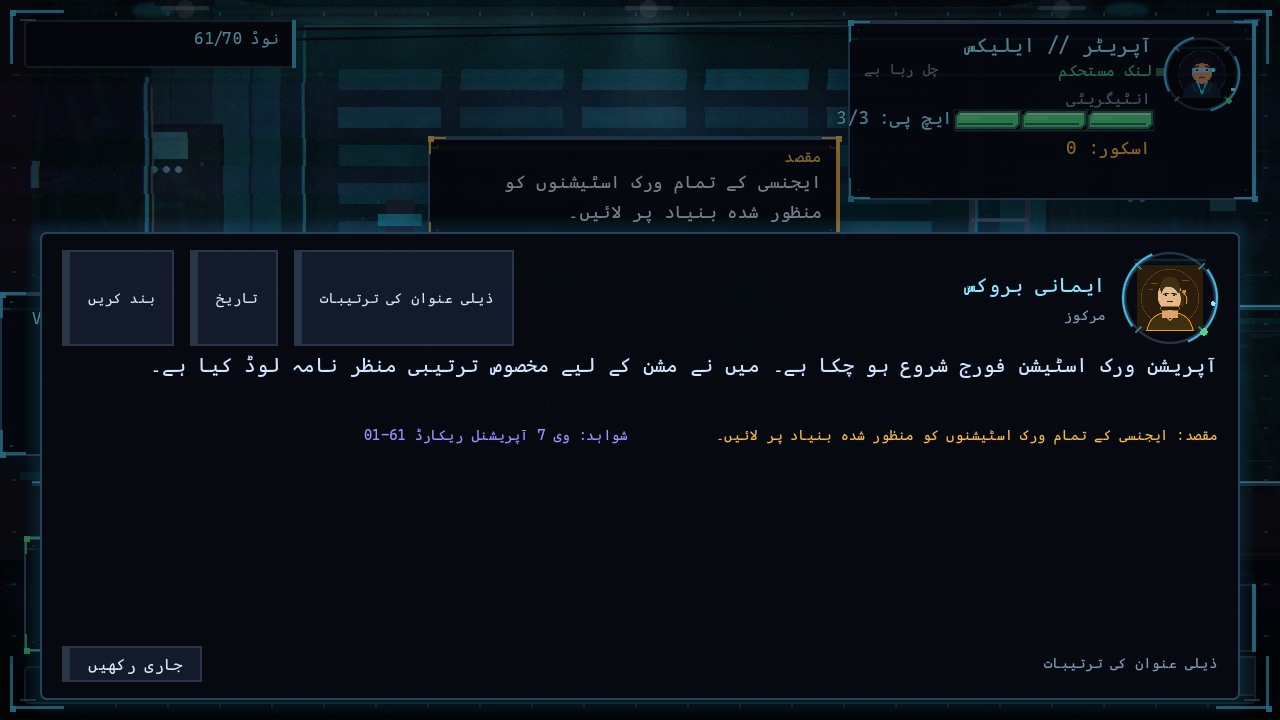 نوڈ 61/70
آپریٹر // ایلیکس
لنک مستحکم
چل رہا ہے
انٹیگریٹی
ایچ پی: 3/3
اسکور: 0
مقصد
ایجنسی کے تمام ورک اسٹیشنوں کو
منظور شدہ بنیاد پر لائیں۔
ایمانی بروکس
مرکوز
ذیلی عنوان کی ترتیبات
تاریخ
بند کریں
آپریشن ورک اسٹیشن فورج شروع ہو چکا ہے۔ میں نے مشن کے لیے مخصوص ترتیبی منظر نامہ لوڈ کیا ہے۔
مقصد: ایجنسی کے تمام ورک اسٹیشنوں کو منظور شدہ بنیاد پر لائیں۔
شواہد: وی 7 آپریشنل ریکارڈ 61-01
ذیلی عنوان کی ترتیبات
جاری رکھیں